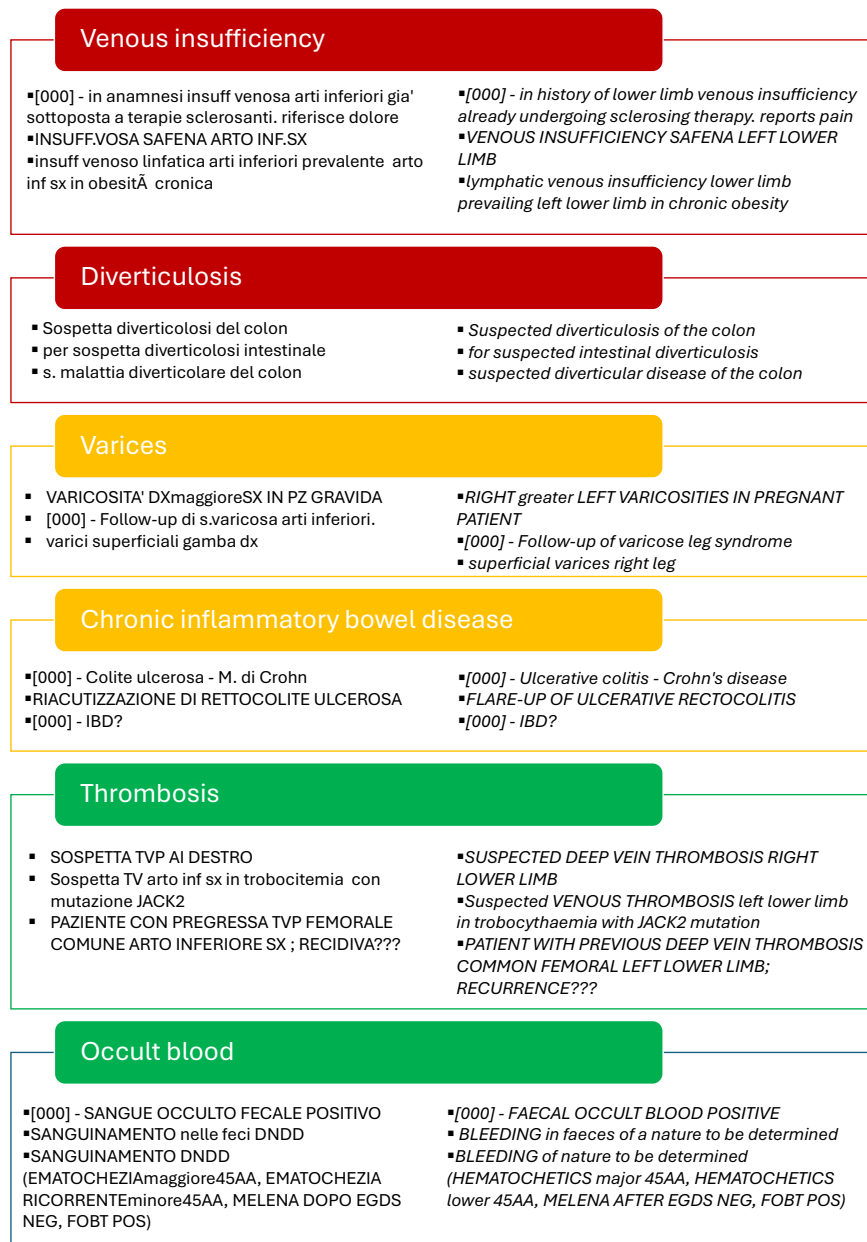 Venous insufficiency
▪[000] - in anamnesi insuff venosa arti inferiori gia'
sottoposta a terapie sclerosanti. riferisce dolore
▪INSUFF.VOSA SAFENA ARTO INF.SX
▪insuff venoso linfatica arti inferiori prevalente arto
inf sx in obesitÃ cronica
▪[000] - in history of lower limb venous insufficiency
already undergoing sclerosing therapy. reports pain
▪VENOUS INSUFFICIENCY SAFENA LEFT LOWER
LIMB
▪lymphatic venous insufficiency lower limb
prevailing left lower limb in chronic obesity
Diverticulosis
▪ Sospetta diverticolosi del colon
▪ per sospetta diverticolosi intestinale
▪ s. malattia diverticolare del colon
▪ Suspected diverticulosis of the colon
▪ for suspected intestinal diverticulosis
▪ suspected diverticular disease of the colon
Varices
▪ VARICOSITA' DXmaggioreSX IN PZ GRAVIDA
▪ [000] - Follow-up di s.varicosa arti inferiori.
▪ varici superficiali gamba dx
▪RIGHT greater LEFT VARICOSITIES IN PREGNANT
PATIENT
▪[000] - Follow-up of varicose leg syndrome
▪ superficial varices right leg
Chronic inflammatory bowel disease
▪[000] - Colite ulcerosa - M. di Crohn
▪RIACUTIZZAZIONE DI RETTOCOLITE ULCEROSA
▪[000] - IBD?
▪[000] - Ulcerative colitis - Crohn's disease
▪FLARE-UP OF ULCERATIVE RECTOCOLITIS
▪[000] - IBD?
Thrombosis
▪ SOSPETTA TVP AI DESTRO
▪ Sospetta TV arto inf sx in trobocitemia con
mutazione JACK2
▪ PAZIENTE CON PREGRESSA TVP FEMORALE
COMUNE ARTO INFERIORE SX ; RECIDIVA???
▪SUSPECTED DEEP VEIN THROMBOSIS RIGHT
LOWER LIMB
▪Suspected VENOUS THROMBOSIS left lower limb
in trobocythaemia with JACK2 mutation
▪PATIENT WITH PREVIOUS DEEP VEIN THROMBOSIS
COMMON FEMORAL LEFT LOWER LIMB;
RECURRENCE???
Occult blood
▪[000] - SANGUE OCCULTO FECALE POSITIVO
▪SANGUINAMENTO nelle feci DNDD
▪SANGUINAMENTO DNDD
(EMATOCHEZIAmaggiore45AA, EMATOCHEZIA
RICORRENTEminore45AA, MELENA DOPO EGDS
NEG, FOBT POS)
▪[000] - FAECAL OCCULT BLOOD POSITIVE
▪ BLEEDING in faeces of a nature to be determined
▪BLEEDING of nature to be determined
(HEMATOCHETICS major 45AA, HEMATOCHETICS
lower 45AA, MELENA AFTER EGDS NEG, FOBT POS)